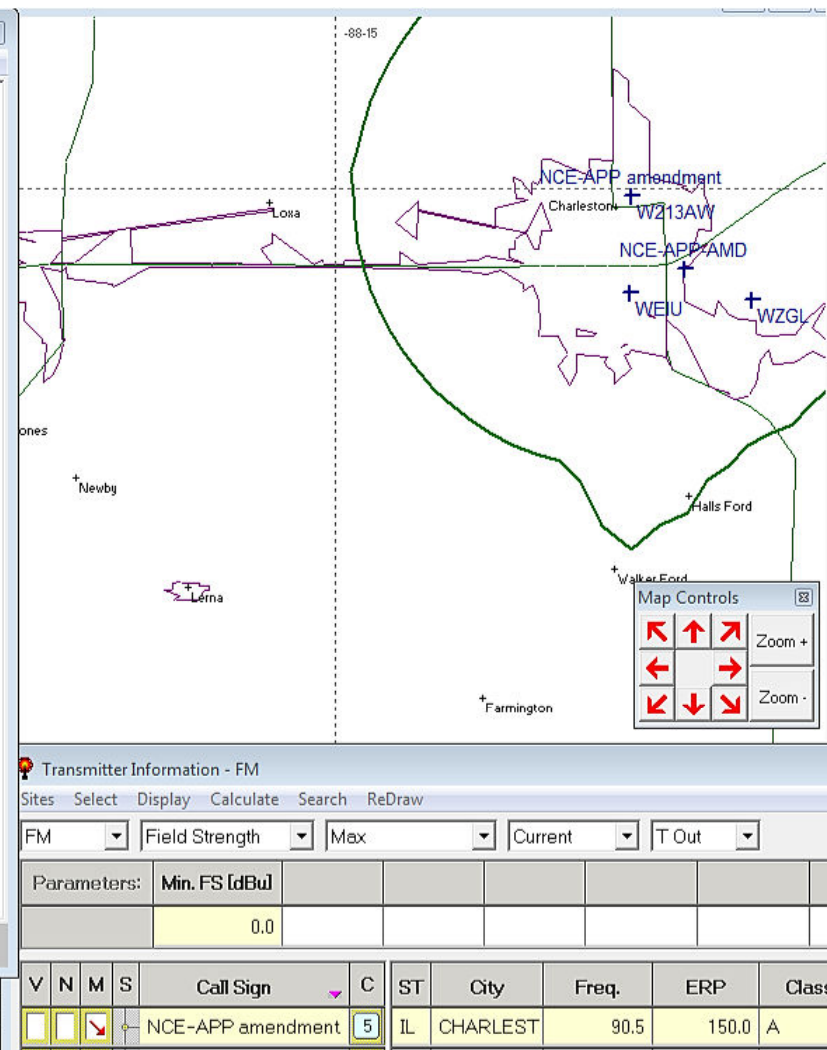 -88-15
NCE-APP amendment
Loxa
Charleston
W213AW
NCE-APP-AMD
WEIU
WZGL
ones
Newby
Halls Ford
Walker Ford
Lerna
Map Controls
Zoom +
Zoom -
Farmington
Transmitter Information - FM
Sites Select Display Calculate Search ReDraw
FM Field Strength Max Current T Out
Parameters: Min. FS [dBu]
0.0
V N M S Call Sign C ST City Freq. ERP Clas
NCE-APP amendment 5 IL CHARLEST 90.5 150.0 A